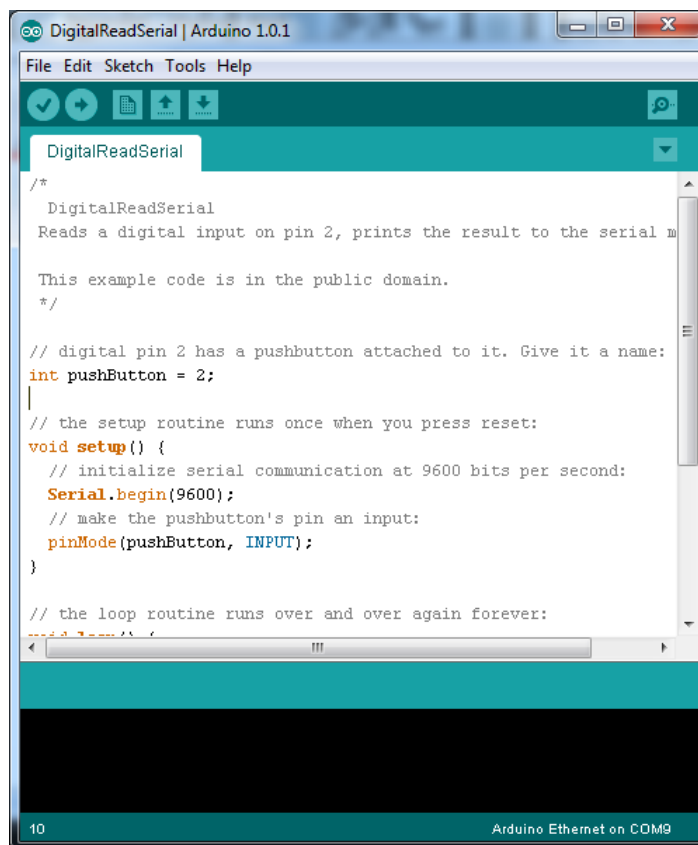 DigitalReadSerial | Arduino 1.0.1
File Edit Sketch Tools Help
DigitalReadSerial
/*
  DigitalReadSerial
 Reads a digital input on pin 2, prints the result to the serial m

 This example code is in the public domain.
 */

// digital pin 2 has a pushbutton attached to it. Give it a name:
int pushButton = 2;

// the setup routine runs once when you press reset:
void setup() {
  // initialize serial communication at 9600 bits per second:
  Serial.begin(9600);
  // make the pushbutton's pin an input:
  pinMode(pushButton, INPUT);
}

// the loop routine runs over and over again forever:
void loop() {
10
Arduino Ethernet on COM9